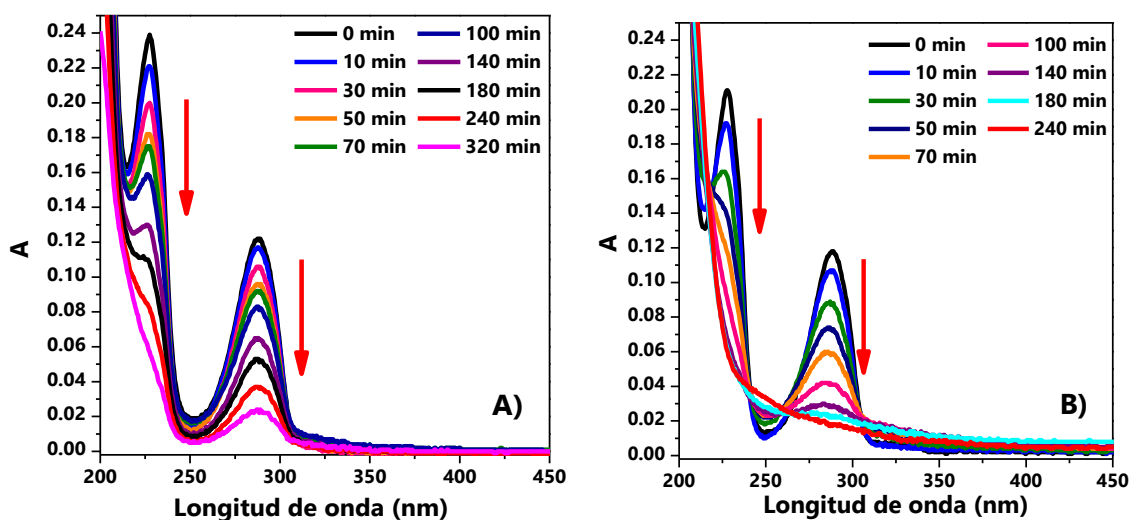 A
0.24
0.22
0.20
0.18
0.16
0.14
0.12
0.10
0.08
0.06
0.04
0.02
0.00
0 min 100 min
10 min 140 min
30 min 180 min
50 min 240 min
70 min 320 min
A)
200 250 300 350 400 450
Longitud de onda (nm)
A
0.24
0.22
0.20
0.18
0.16
0.14
0.12
0.10
0.08
0.06
0.04
0.02
0.00
0 min 100 min
10 min 140 min
30 min 180 min
50 min 240 min
70 min
B)
200 250 300 350 400 450
Longitud de onda (nm)